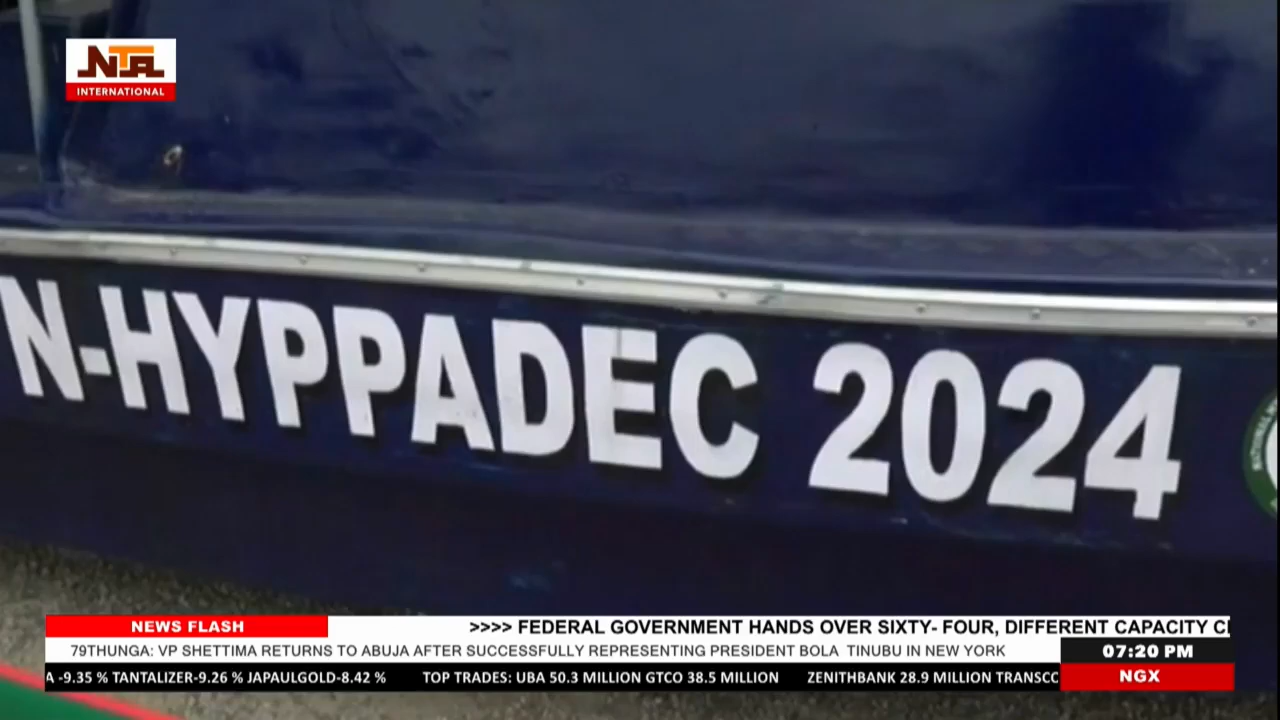 NTA
INTERNATIONAL
N-HYPPADEC 2024
NEWS FLASH
>>>> FEDERAL GOVERNMENT HANDS OVER SIXTY- FOUR, DIFFERENT CAPACITY
79THUNGA: VP SHETTIMA RETURNS TO ABUJA AFTER SUCCESSFULLY REPRESENTING PRESIDENT BOLA TINUBU IN NEW YORK
07:20 PM
A -9.35 % TANTALIZER-9.26 % JAPAULGOLD-8.42 % TOP TRADES: UBA 50.3 MILLION GTCO 38.5 MILLION ZENITHBANK 28.9 MILLION TRANSCC
NGX